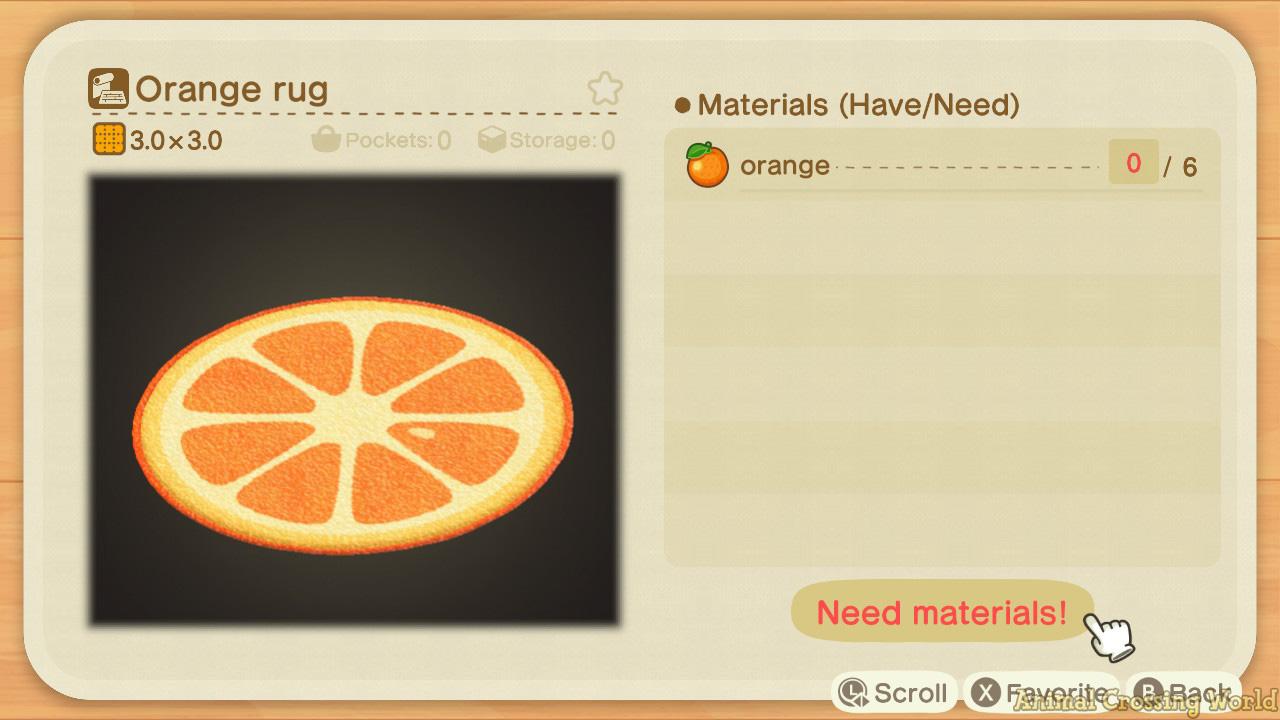 Orange rug
3.0×3.0 Pockets: 0 Storage: 0
● Materials (Have/Need)
orange 0 / 6
Need materials!
L Scroll X Favorite B Back
Animal Crossing World